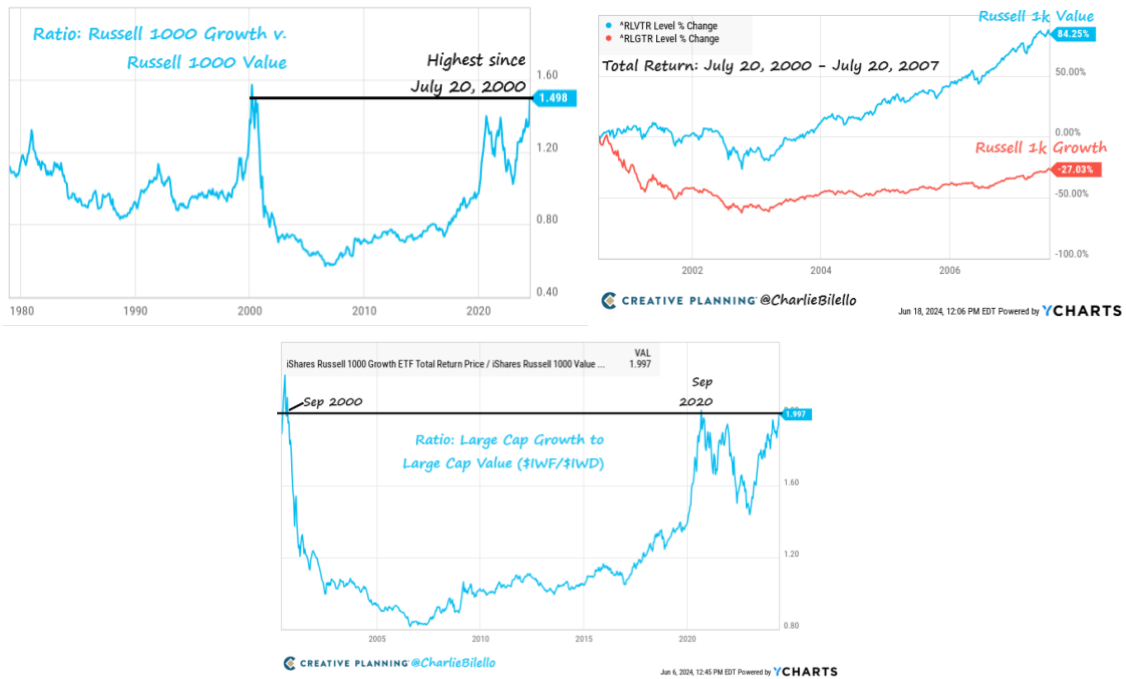 Ratio: Russell 1000 Growth v.
Russell 1000 Value
Highest since
July 20, 2000
1.60
1.498
1.20
0.80
0.40
1980
1990
2000
2010
2020
^RLVTR Level % Change
^RLGTR Level % Change
Russell 1k Value
84.25%
Total Return: July 20, 2000 - July 20, 2007
50.00%
0.00%
Russell 1k Growth
-27.03%
-50.00%
-100.0%
2002
2004
2006
CREATIVE PLANNING @CharlieBilello
Jun 18, 2024, 12:06 PM EDT Powered by YCHARTS
VAL
iShares Russell 1000 Growth ETF Total Return Price / iShares Russell 1000 Value ... 1.997
Sep 2000
Sep
2020
1.997
Ratio: Large Cap Growth to
Large Cap Value ($IWF/$IWD)
1.60
1.20
0.80
2005
2010
2015
2020
CREATIVE PLANNING @CharlieBilello
Jun 6, 2024, 12:45 PM EDT Powered by YCHARTS